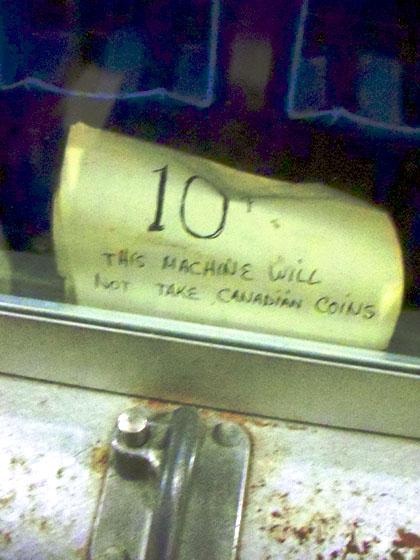 10
THIS MACHINE WILL
NOT TAKE CANADIAN COINS